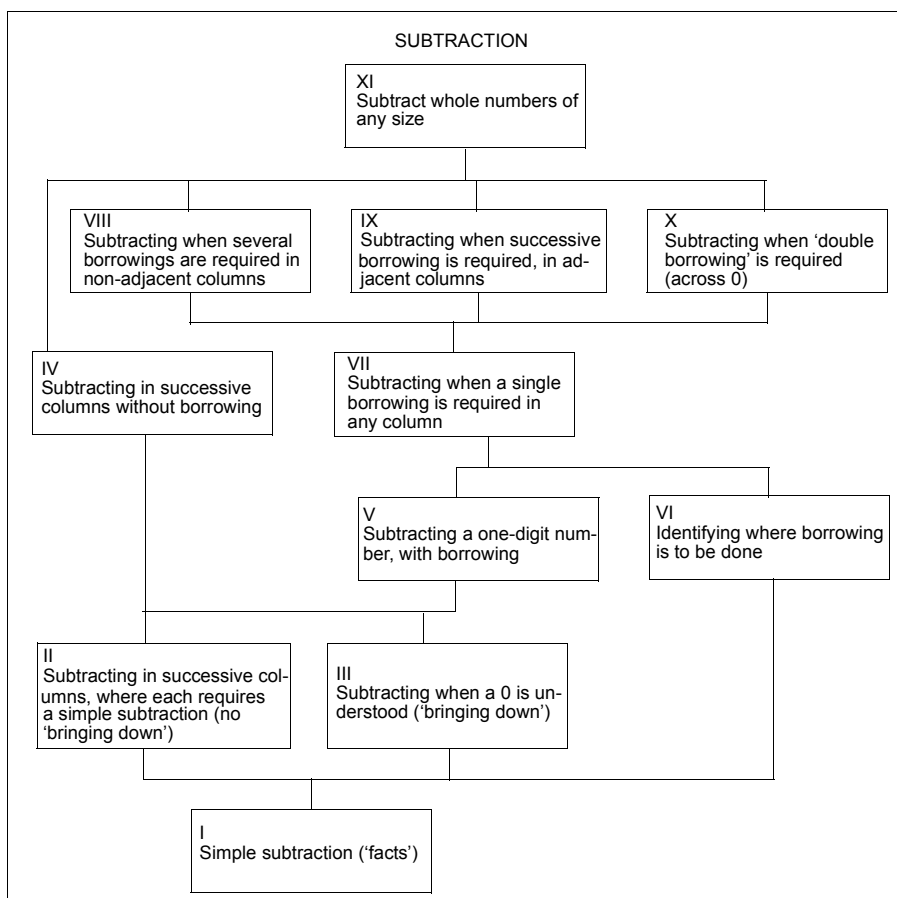 SUBTRACTION
XI
Subtract whole numbers of
any size
VIII
Subtracting when several
borrowings are required in
non-adjacent columns
IX
Subtracting when successive
borrowing is required, in ad-
jacent columns
X
Subtracting when ‘double
borrowing’ is required
(across 0)
IV
Subtracting in successive
columns without borrowing
VII
Subtracting when a single
borrowing is required in
any column
V
Subtracting a one-digit num-
ber, with borrowing
VI
Identifying where borrowing
is to be done
II
Subtracting in successive col-
umns, where each requires
a simple subtraction (no
‘bringing down’)
III
Subtracting when a 0 is un-
derstood (‘bringing down’)
I
Simple subtraction (‘facts’)